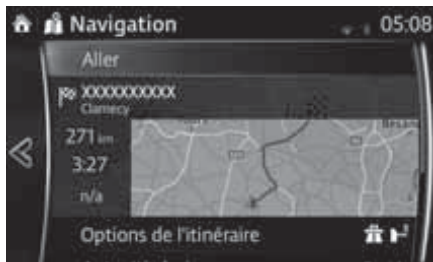 Navigation 05:08
Aller
XXXXXXXXXX
Clamecy
271 km
3:27
n/a
Options de l'itinéraire